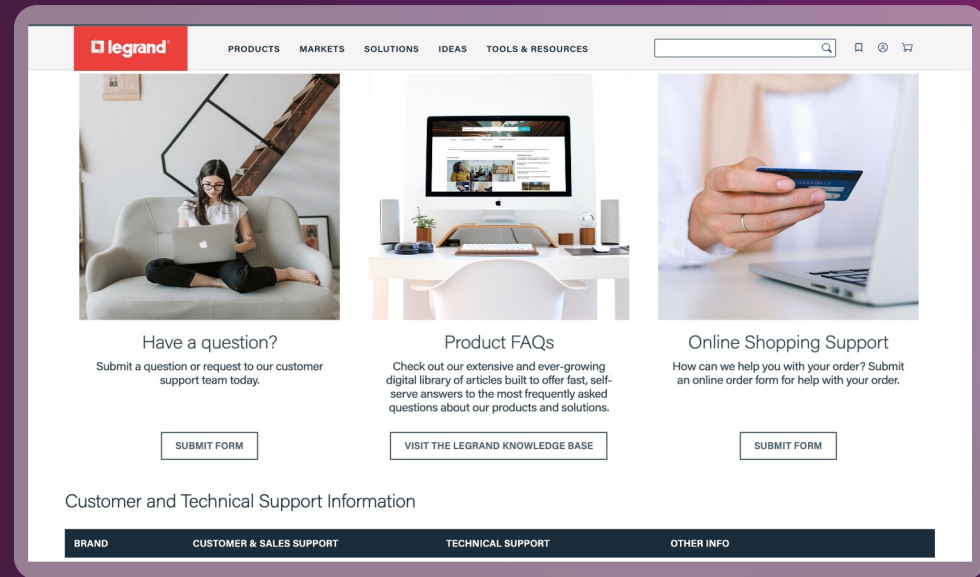 legrand
PRODUCTS MARKETS SOLUTIONS IDEAS TOOLS & RESOURCES
Have a question?
Submit a question or request to our customer
support team today.
SUBMIT FORM
Product FAQs
Check out our extensive and ever-growing
digital library of articles built to offer fast, self-
serve answers to the most frequently asked
questions about our products and solutions.
VISIT THE LEGRAND KNOWLEDGE BASE
Online Shopping Support
How can we help you with your order? Submit
an online order form for help with your order.
SUBMIT FORM
Customer and Technical Support Information
BRAND CUSTOMER & SALES SUPPORT TECHNICAL SUPPORT OTHER INFO